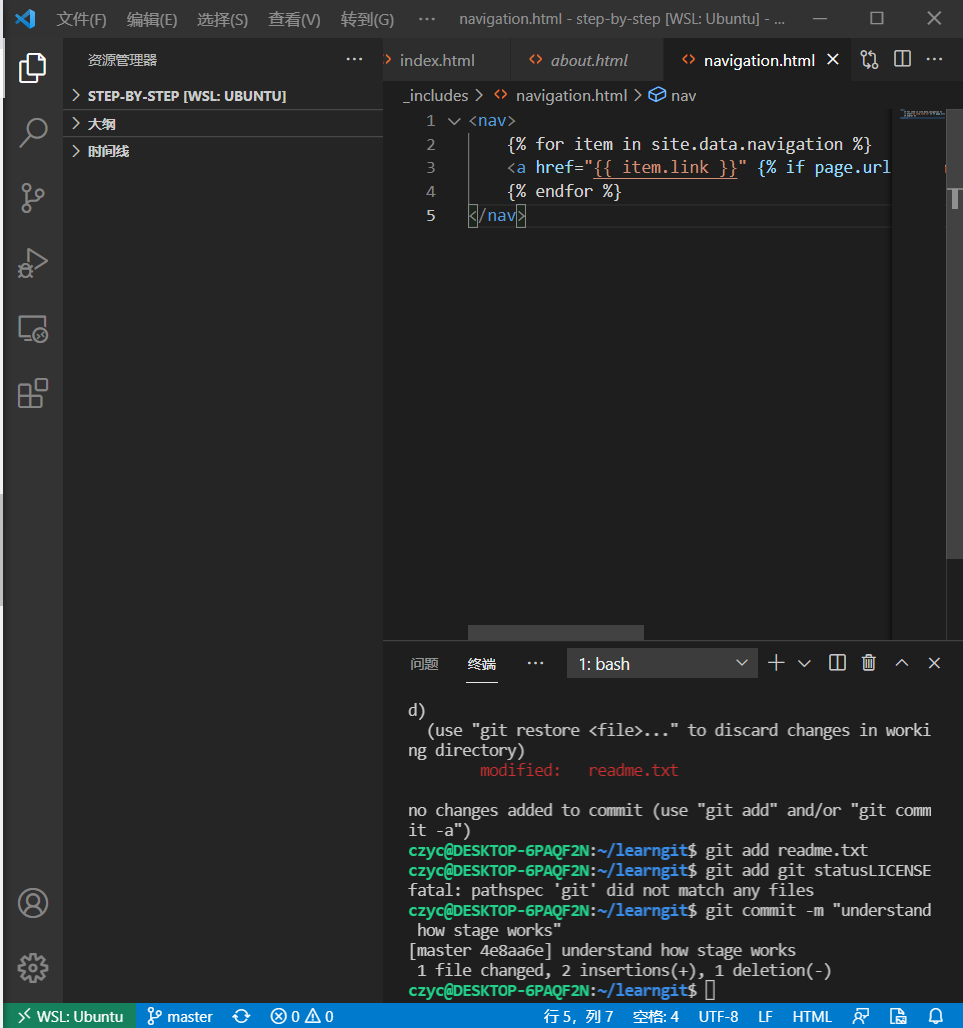 文件(F) 编辑(E) 选择(S) 查看(V) 转到(G) ··· navigation.html - step-by-step [WSL: Ubuntu] - ...
资源管理器 ···
STEP-BY-STEP [WSL: UBUNTU]
大纲
时间线
index.html about.html navigation.html ···
_includes > navigation.html > nav
1 <nav>
2 {% for item in site.data.navigation %}
3 <a href="{{ item.link }}" {% if page.url
4 {% endfor %}
5 </nav>
问题 终端 ··· 1: bash
d)
(use "git restore <file>..." to discard changes in worki
ng directory)
modified: readme.txt
no changes added to commit (use "git add" and/or "git comm
it -a")
czyc@DESKTOP-6PAQF2N:~/learngit$ git add readme.txt
czyc@DESKTOP-6PAQF2N:~/learngit$ git add git statusLICENSE
fatal: pathspec 'git' did not match any files
czyc@DESKTOP-6PAQF2N:~/learngit$ git commit -m "understand
how stage works"
[master 4e8aa6e] understand how stage works
1 file changed, 2 insertions(+), 1 deletion(-)
czyc@DESKTOP-6PAQF2N:~/learngit$
WSL: Ubuntu master 0 0 行 5，列 7 空格: 4 UTF-8 LF HTML